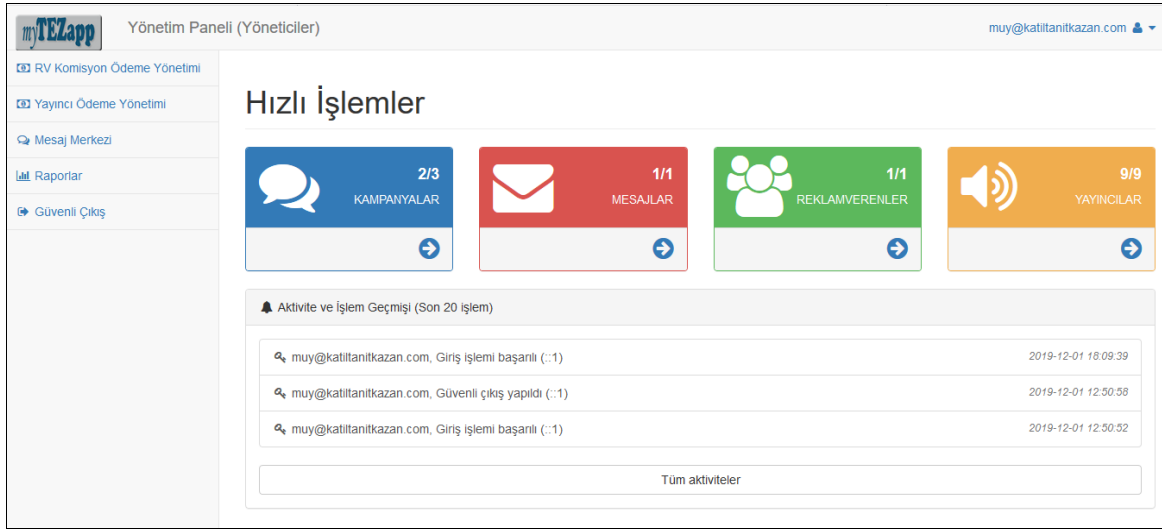 myTEZapp
Yönetim Paneli (Yöneticiler)
muy@katiltanitkazan.com
RV Komisyon Ödeme Yönetimi
Yayıncı Ödeme Yönetimi
Mesaj Merkezi
Raporlar
Güvenli Çıkış
Hızlı İşlemler
2/3
KAMPANYALAR
1/1
MESAJLAR
1/1
REKLAMVERENLER
9/9
YAYINCILAR
Aktivite ve İşlem Geçmişi (Son 20 işlem)
muy@katiltanitkazan.com, Giriş işlemi başarılı (::1) 2019-12-01 18:09:39
muy@katiltanitkazan.com, Güvenli çıkış yapıldı (::1) 2019-12-01 12:50:58
muy@katiltanitkazan.com, Giriş işlemi başarılı (::1) 2019-12-01 12:50:52
Tüm aktiviteler